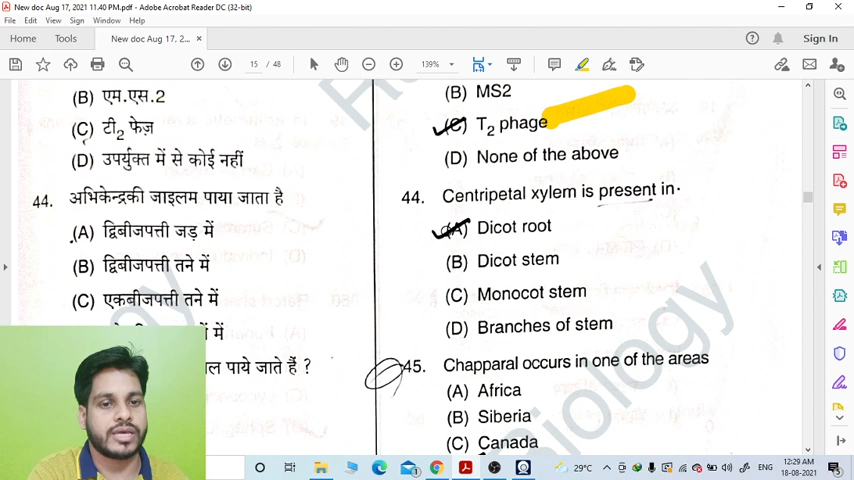 New doc Aug 17, 2021 11.40 PM.pdf - Adobe Acrobat Reader DC (32-bit)
File Edit View Sign Window Help
Home Tools New doc Aug 17, 2... × Sign In
15 / 48 139%
(B) एम.एस.2
(C) टी2 फेज़
(D) उपर्युक्त में से कोई नहीं
44. अभिकेन्द्रकी जाइलम पाया जाता है
(A) द्विबीजपत्ती जड़ में
(B) द्विबीजपती तने में
(C) एकबीजपत्ती तने में
में
पाये जाते हैं ?
(B) MS2
(C) T2 phage
(D) None of the above
44. Centripetal xylem is present in
(A) Dicot root
(B) Dicot stem
(C) Monocot stem
(D) Branches of stem
45. Chapparal occurs in one of the areas
(A) Africa
(B) Siberia
(C) Canada
Biology
29°C ENG 12:29 AM
18-08-2021